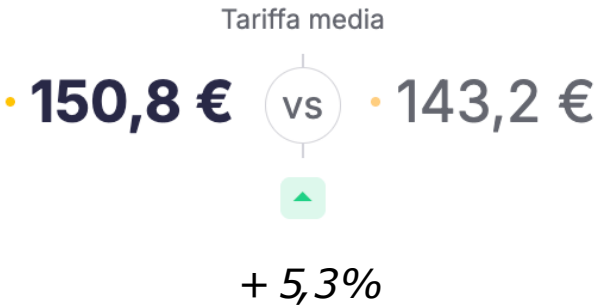 Tariffa media
150,8 € vs 143,2 €
+ 5,3%